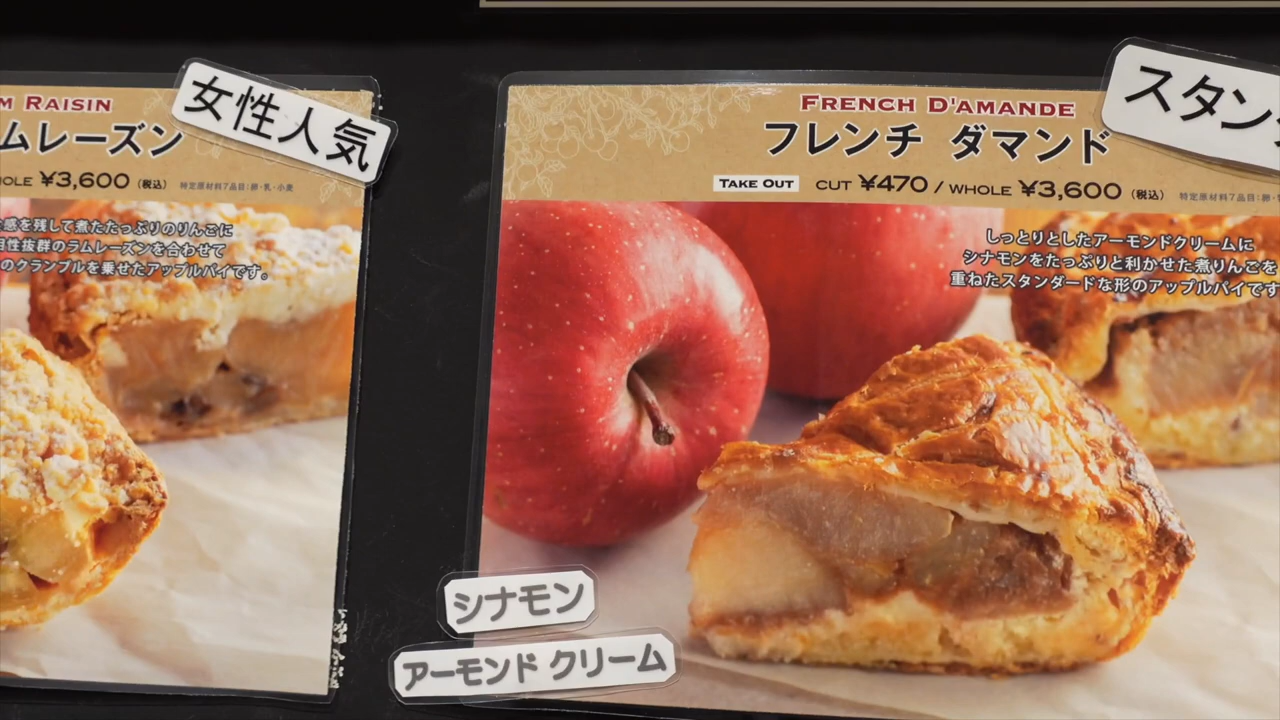 M RAISIN
ムレーズン
女性人気
OLE ¥3,600 (税込) 特定原材料7品目:卵・乳・小麦
食感を残して煮たたっぷりのりんごに
性抜群のラムレーズンを合わせて
のクランブルを乗せたアップルパイです。
FRENCH D'AMANDE
フレンチ ダマンド
スタン
TAKE OUT CUT ¥470 / WHOLE ¥3,600 (税込) 特定原材料7品目:卵・
しっとりとしたアーモンドクリームに
シナモンをたっぷりと利かせた煮りんごを
重ねたスタンダードな形のアップルパイです
シナモン
アーモンド クリーム